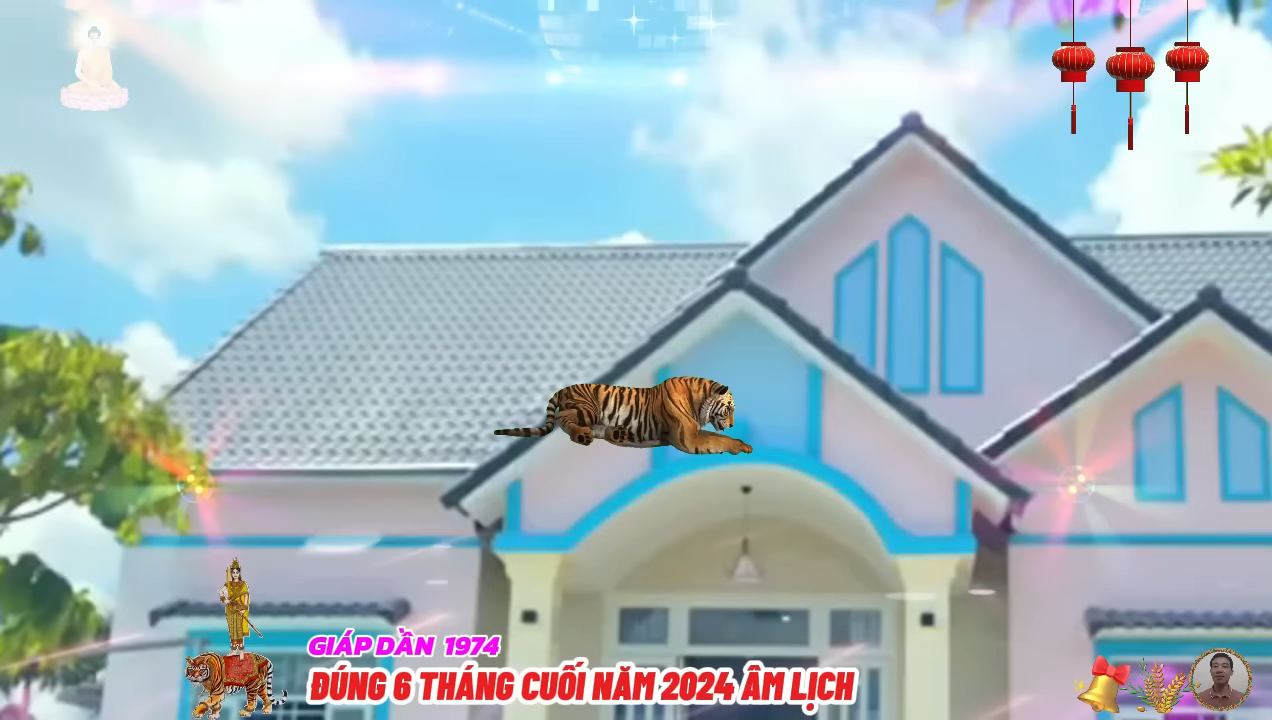 GIÁP DẦN 1974
ĐÚNG 6 THÁNG CUỐI NĂM 2024 ÂM LỊCH